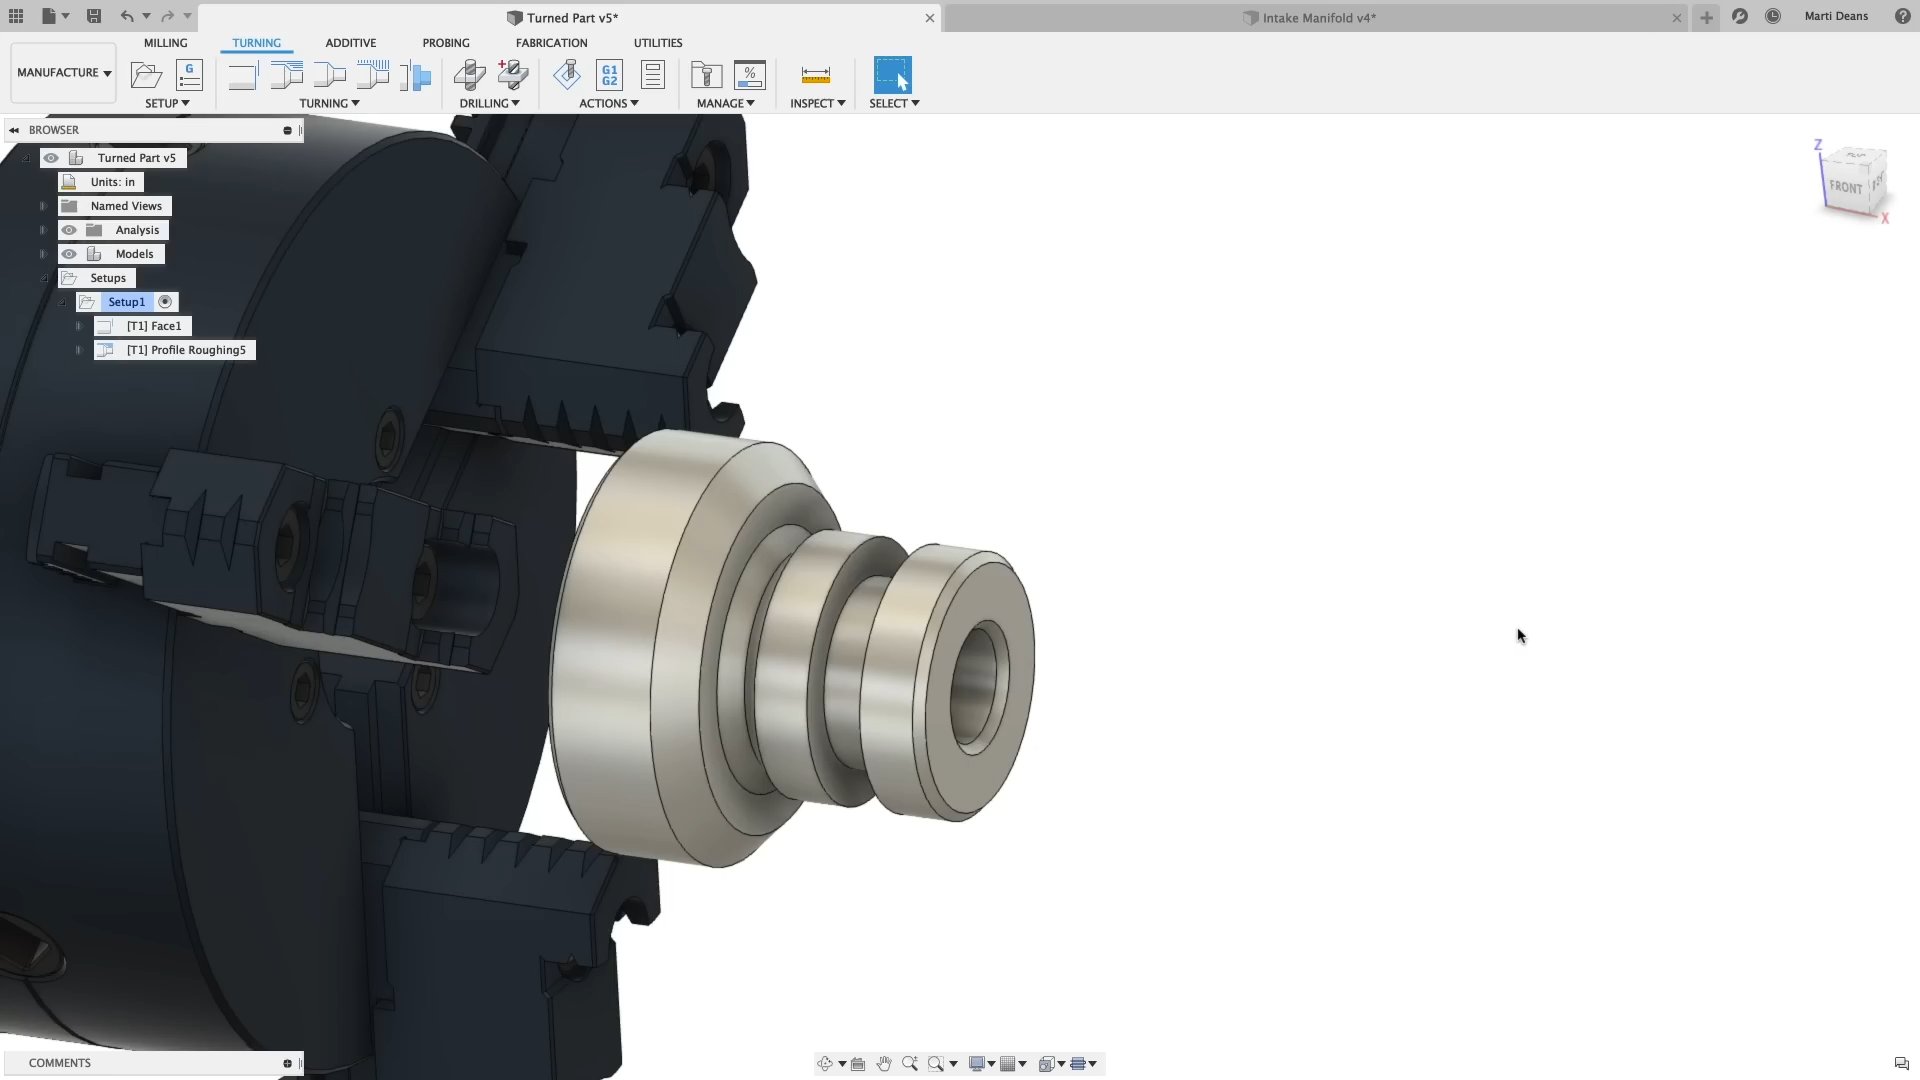 Turned Part v5*
Intake Manifold v4*
Marti Deans
MANUFACTURE
MILLING
TURNING
ADDITIVE
PROBING
FABRICATION
UTILITIES
G
G1
G2
%
SETUP
TURNING
DRILLING
ACTIONS
MANAGE
INSPECT
SELECT
BROWSER
Turned Part v5
Units: in
Named Views
Analysis
Models
Setups
Setup1
[T1] Face1
[T1] Profile Roughing5
Z
TOP
FRONT
X
COMMENTS